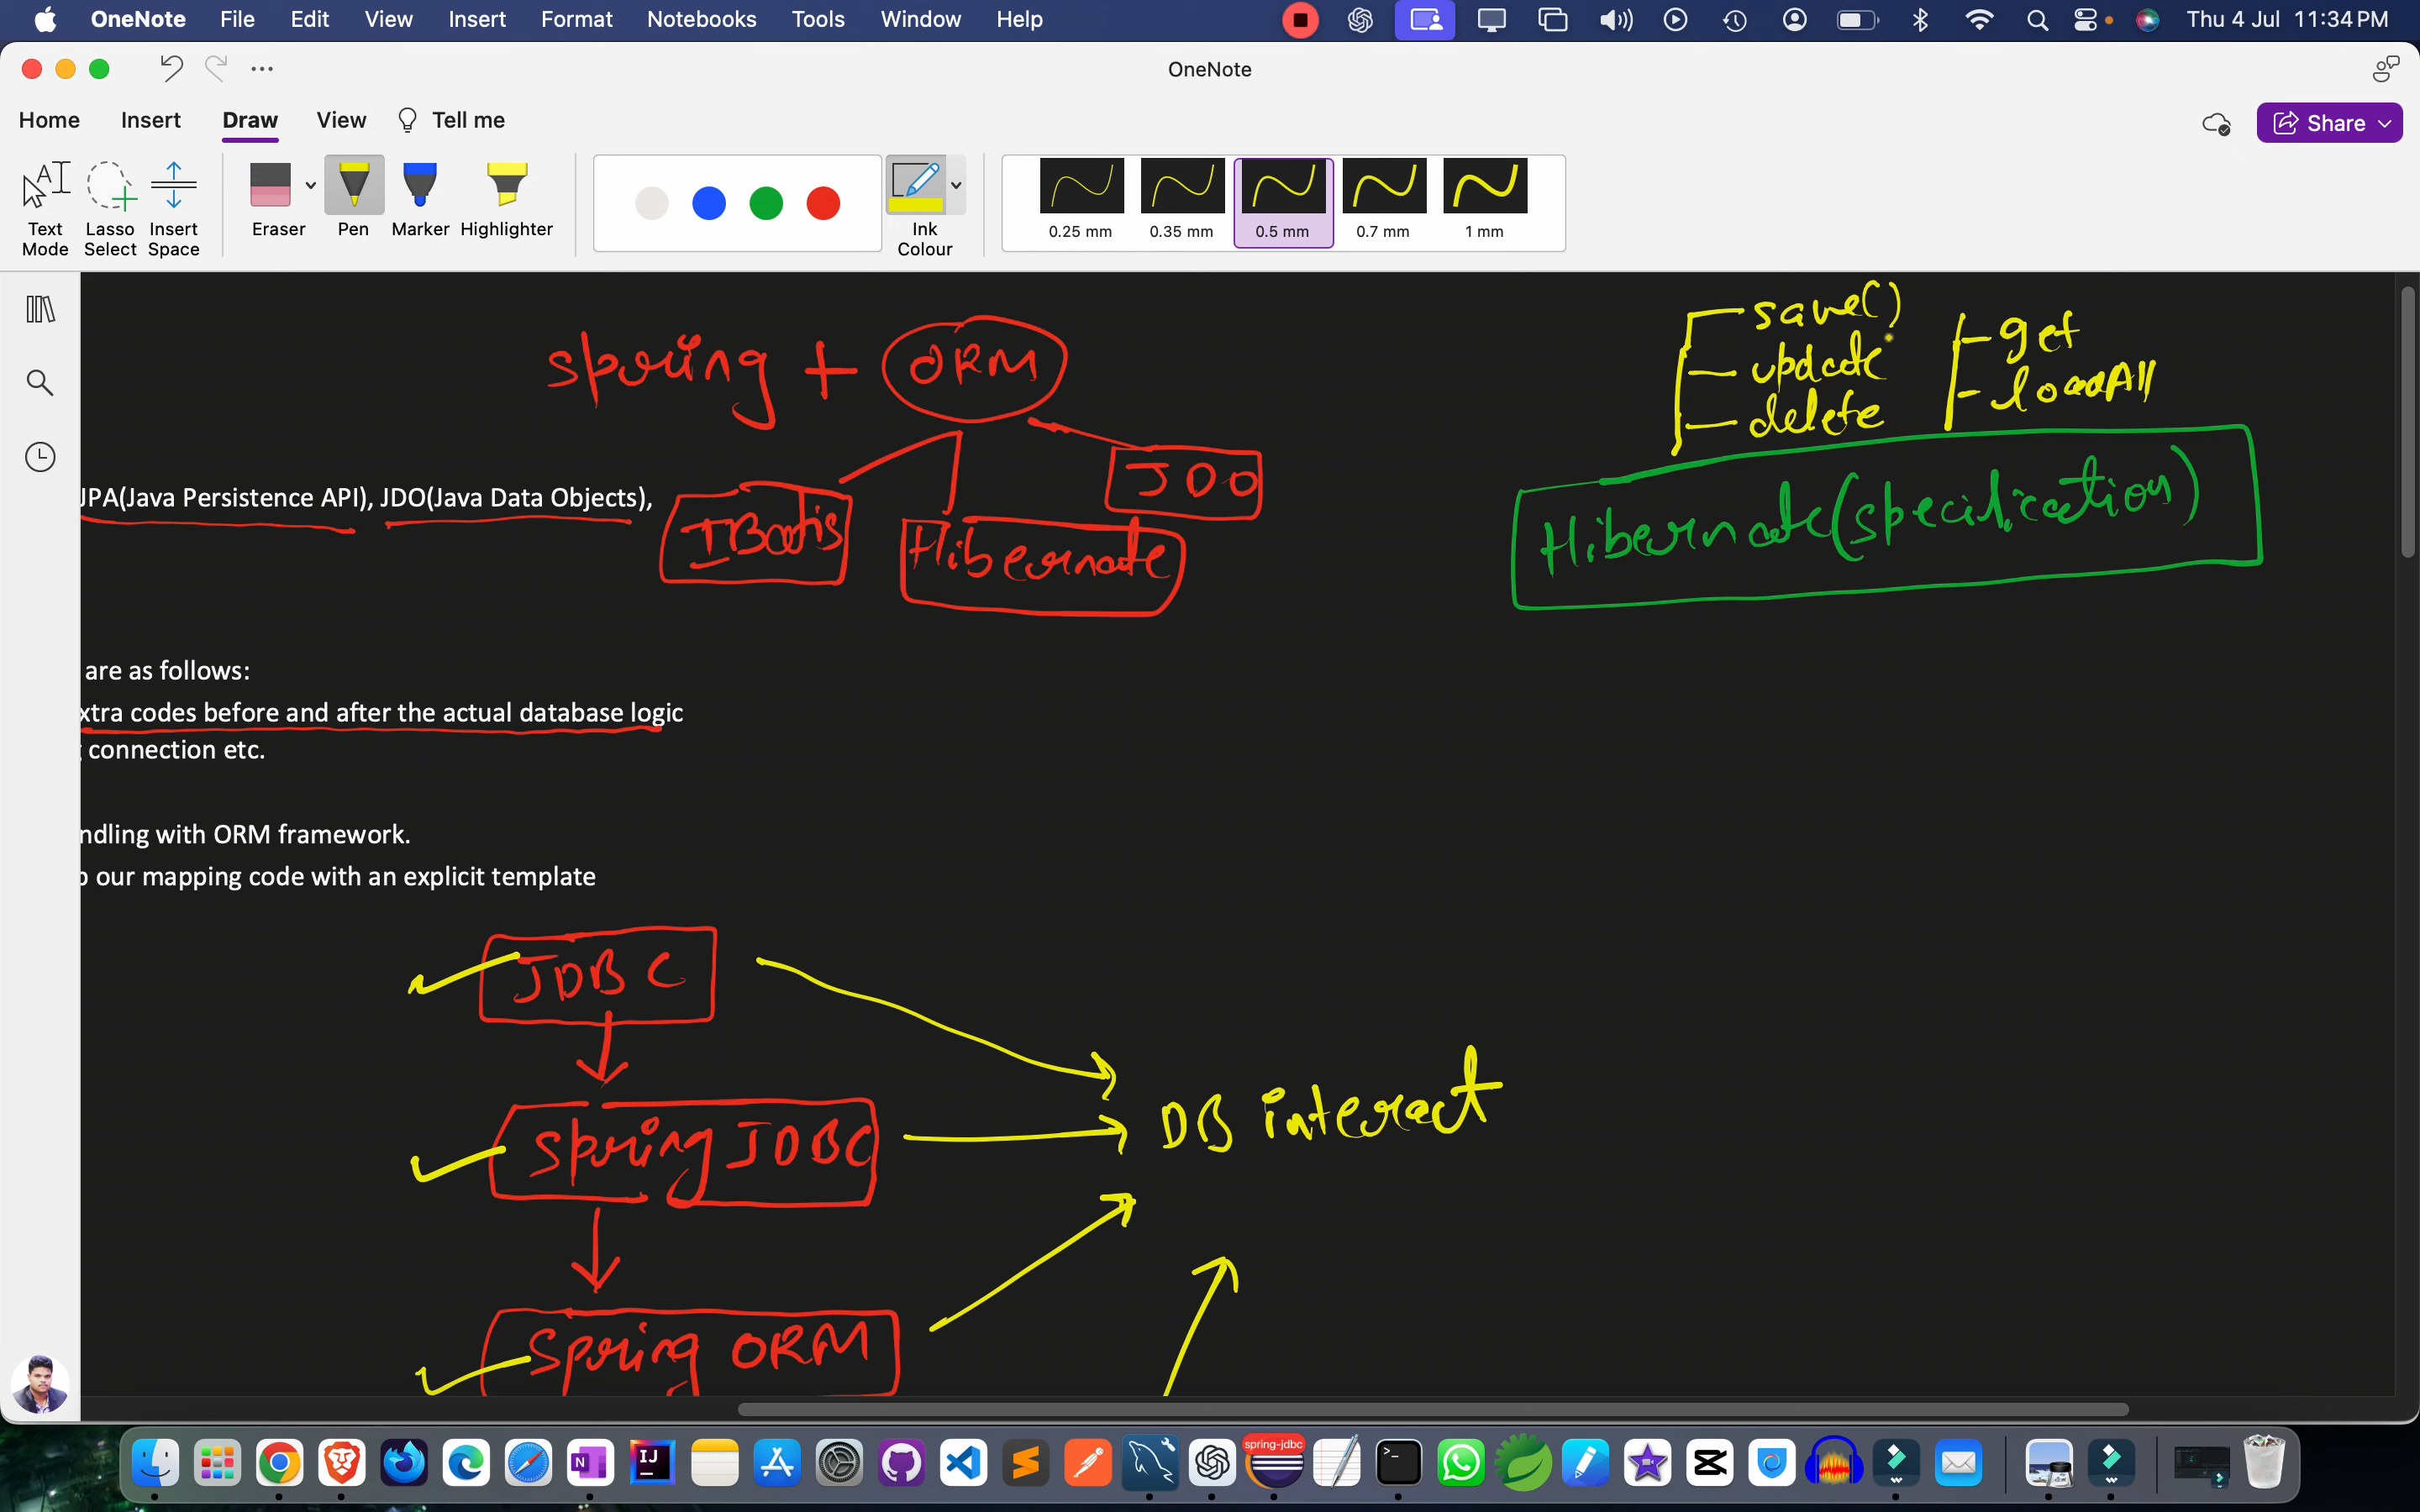 OneNote File Edit View Insert Format Notebooks Tools Window Help Thu 4 Jul 11:34 PM
OneNote
Home Insert Draw View Tell me Share
Text Mode
Lasso Select
Insert Space
Eraser
Pen
Marker
Highlighter
Ink Colour
0.25 mm 0.35 mm 0.5 mm 0.7 mm 1 mm
spring + ORM
save()
update
delete
get
loadAll
JPA(Java Persistence API), JDO(Java Data Objects),
IBatis
Hibernate
JDO
Hibernate(specification)
are as follows:
xtra codes before and after the actual database logic
connection etc.
ndling with ORM framework.
our mapping code with an explicit template
JDBC
spring JDBC
DB interact
Spring ORM
spring-jdbc